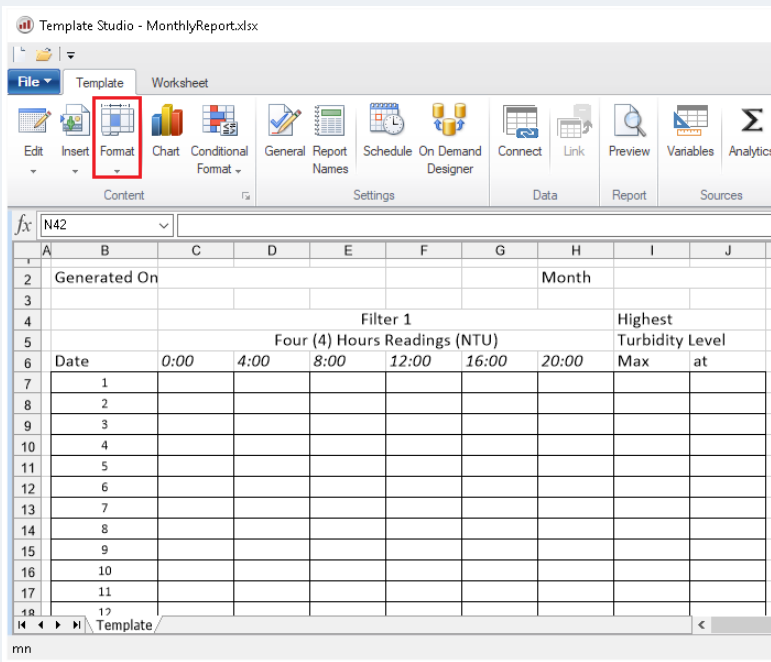 Template Studio - MonthlyReport.xlsx
File Template Worksheet
Edit Insert Format Chart Conditional Format General Report Names Schedule On Demand Designer Connect Link Preview Variables Analytics
Content Settings Data Report Sources
fx N42
A B C D E F G H I J
1
2 Generated On Month
3
4 Filter 1 Highest
5 Four (4) Hours Readings (NTU) Turbidity Level
6 Date 0:00 4:00 8:00 12:00 16:00 20:00 Max at
7 1
8 2
9 3
10 4
11 5
12 6
13 7
14 8
15 9
16 10
17 11
18 12
Template
mn